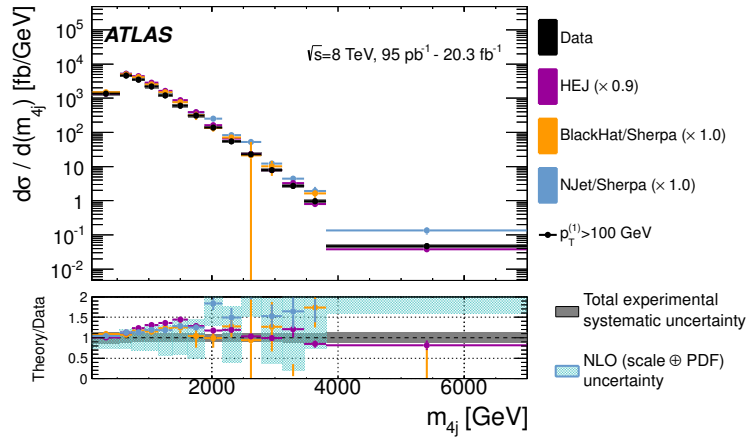 ATLAS
√s=8 TeV, 95 pb⁻¹ - 20.3 fb⁻¹
dσ / d(m₄ⱼ) [fb/GeV]
10⁵
10⁴
10³
10²
10
1
10⁻¹
10⁻²
Data
HEJ (× 0.9)
BlackHat/Sherpa (× 1.0)
NJet/Sherpa (× 1.0)
p_T^(1)>100 GeV
Theory/Data
2
1.5
1
0.5
0
2000
4000
6000
m₄ⱼ [GeV]
Total experimental
systematic uncertainty
NLO (scale ⊕ PDF)
uncertainty